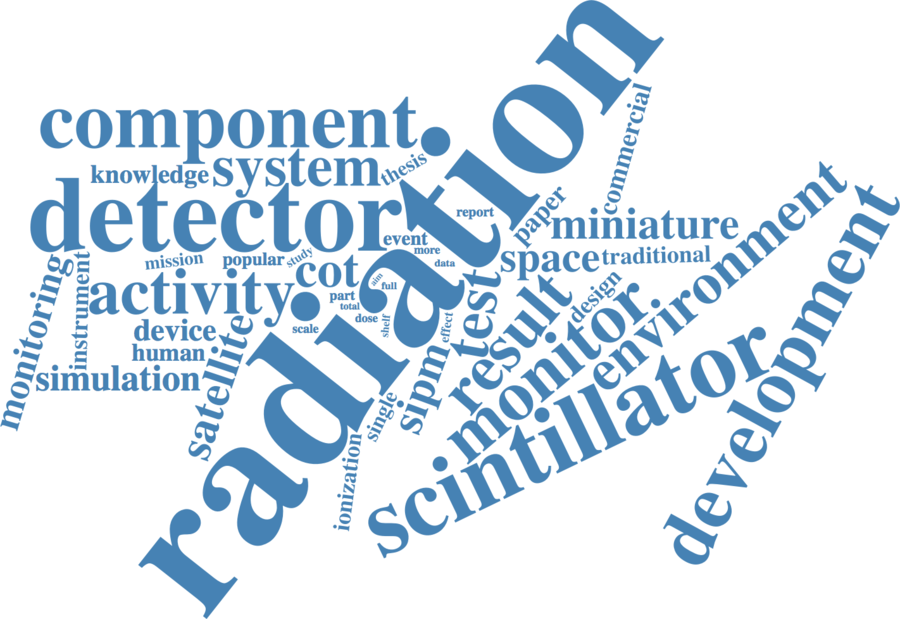 radiation
component
commercial
system
thesis
knowledge
detector
report
paper
miniature
environment
development
event
more
data
space
traditional
mission
popular
study
cot
monitoring
instrument
activity
aim
full
part
total
dose
shelf
scale
effect
test
result
design
monitor
device
human
simulation
satellite
sipm
single
ionization
scintillator